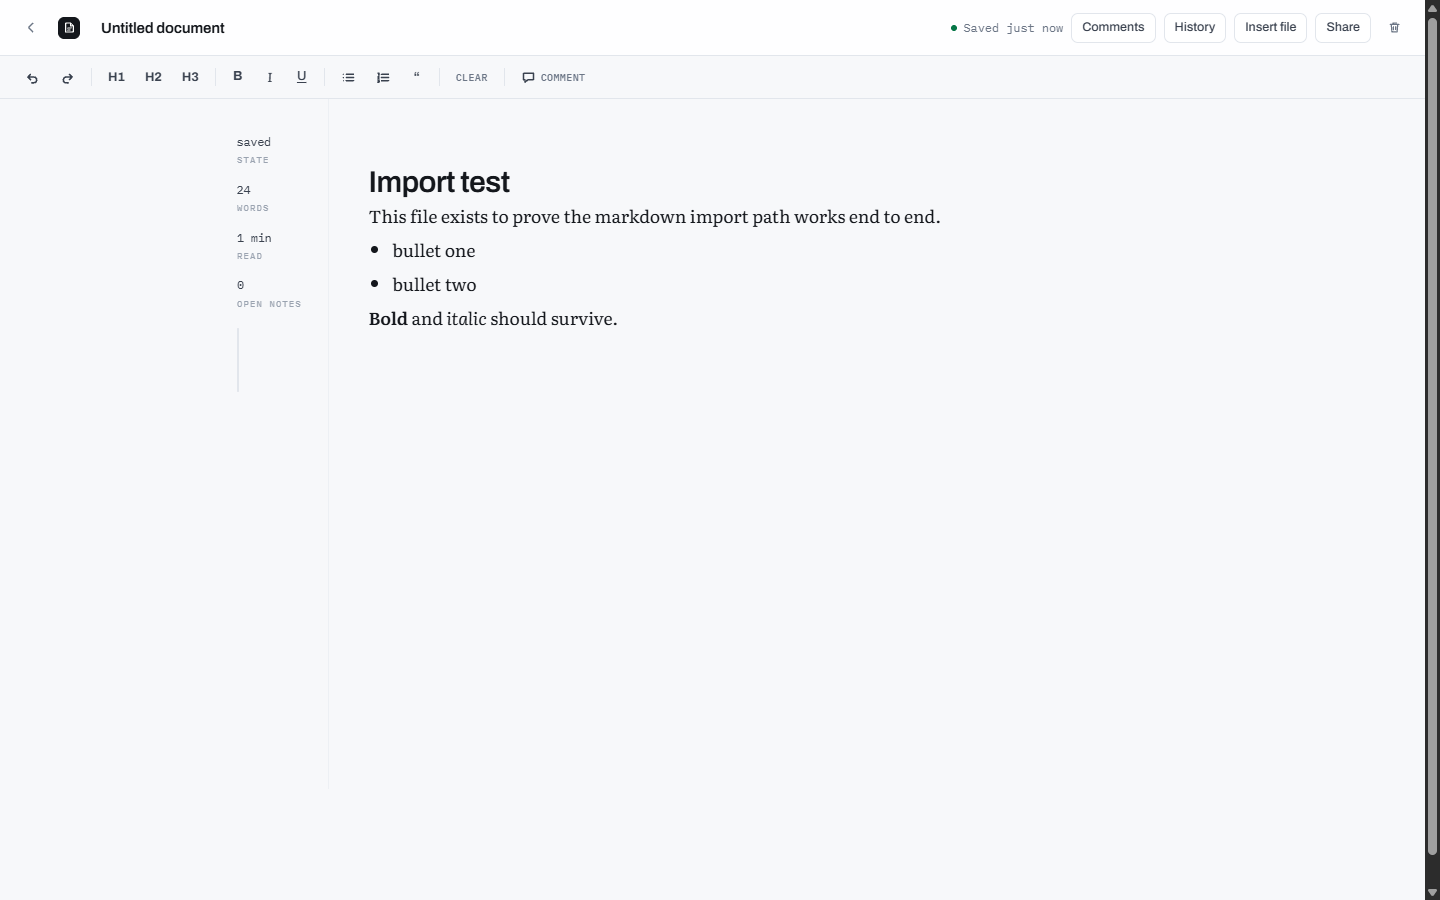 Untitled document
Saved just now
Comments
History
Insert file
Share
H1
H2
H3
B
I
U
“
CLEAR
COMMENT
saved
STATE
24
WORDS
1 min
READ
0
OPEN NOTES
Import test
This file exists to prove the markdown import path works end to end.
bullet one
bullet two
Bold and italic should survive.